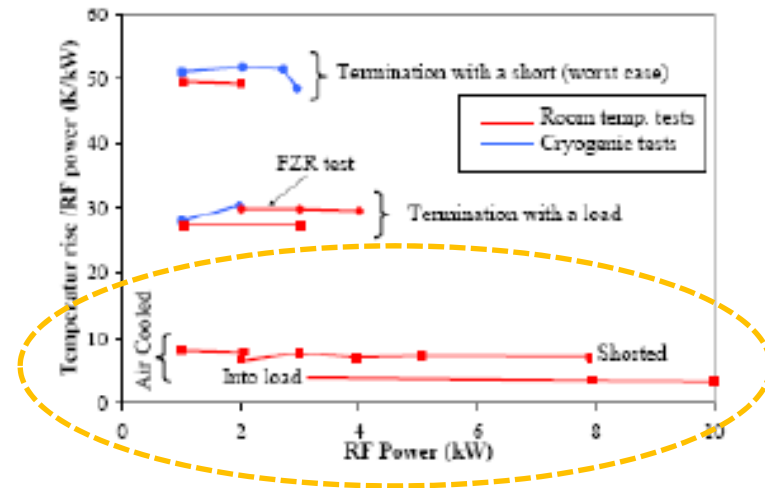 Temperatur rise /RF power (K/kW)
60
50
40
30
20
10
0
Termination with a short (worst case)
Room temp. tests
Cryogenic tests
FZR test
Termination with a load
Air Cooled
Shorted
Into load
0
2
4
6
8
10
RF Power (kW)